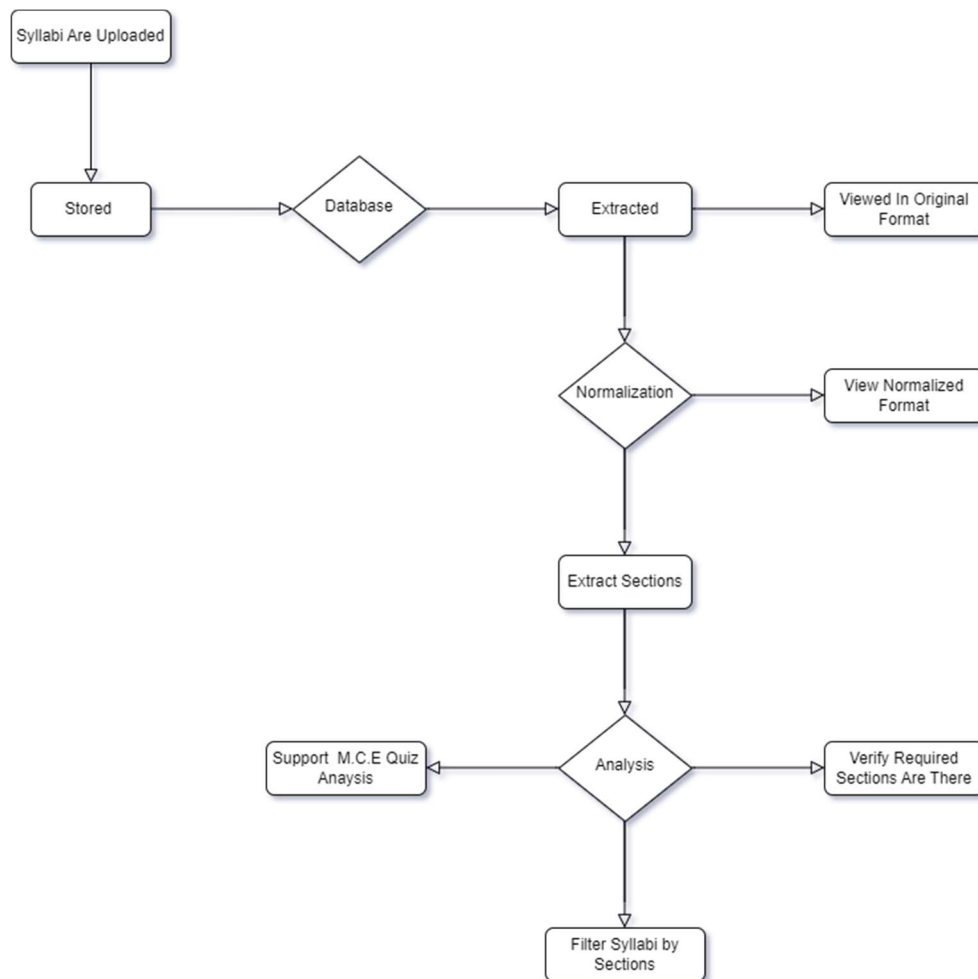 Syllabi Are Uploaded
Stored
Database
Extracted
Viewed In Original
Format
Normalization
View Normalized
Format
Extract Sections
Support M.C.E Quiz
Anaysis
Analysis
Verify Required
Sections Are There
Filter Syllabi by
Sections